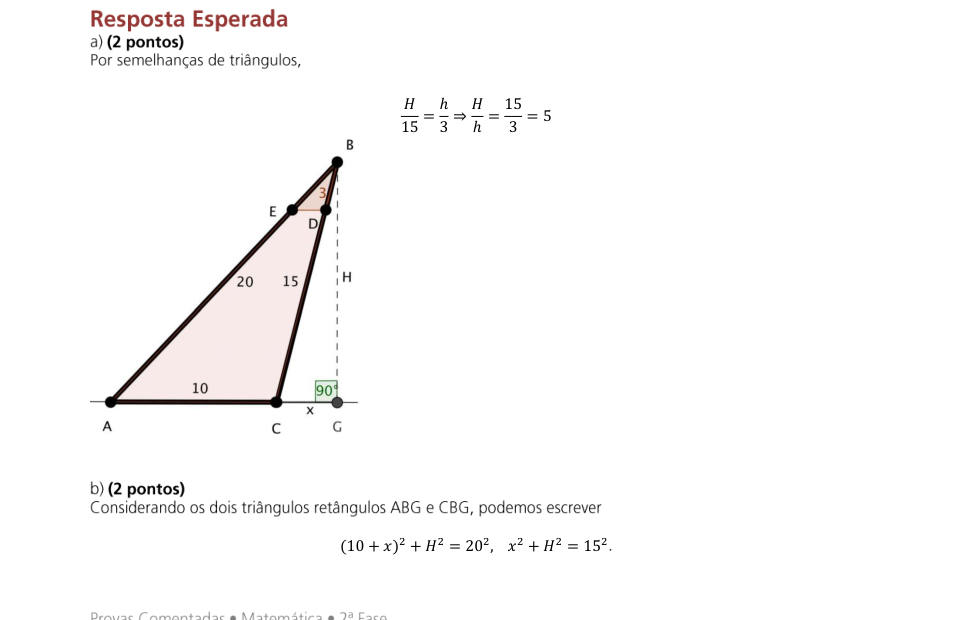 Resposta Esperada
a) (2 pontos)
Por semelhanças de triângulos,
H/15 = h/3 ⇒ H/h = 15/3 = 5
B
3
E
D
20
15
H
10
90°
x
A
C
G
b) (2 pontos)
Considerando os dois triângulos retângulos ABG e CBG, podemos escrever
(10 + x)² + H² = 20², x² + H² = 15².
Provas Comentadas • Matemática • 2ª Fase